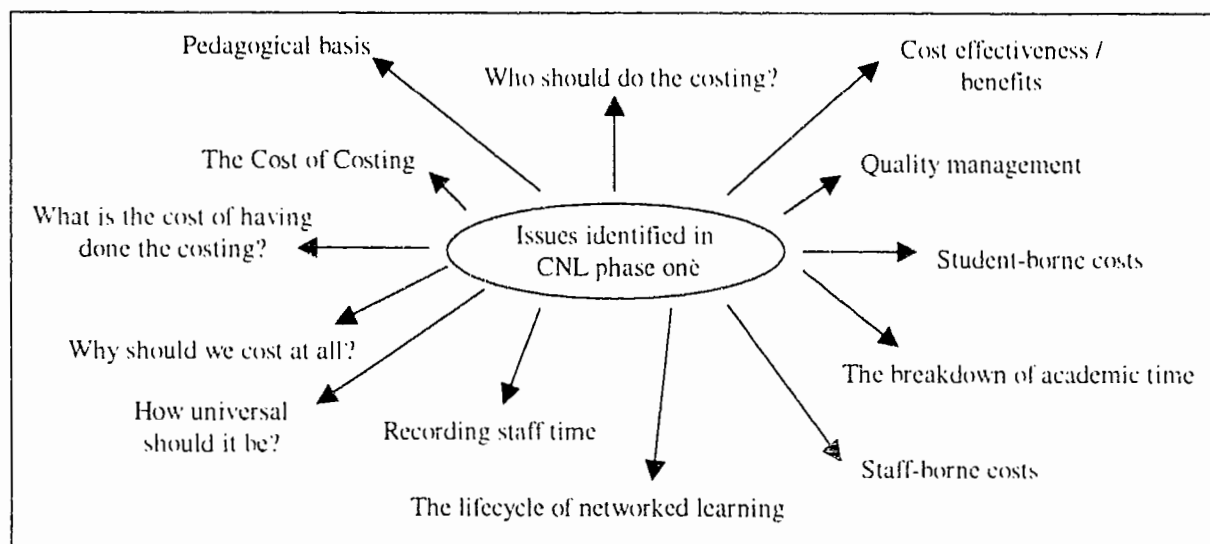 Pedagogical basis
Who should do the costing?
Cost effectiveness /
benefits
The Cost of Costing
Quality management
What is the cost of having
done the costing?
Issues identified in
CNL phase one
Student-borne costs
Why should we cost at all?
The breakdown of academic time
How universal
should it be?
Recording staff time
Staff-borne costs
The lifecycle of networked learning